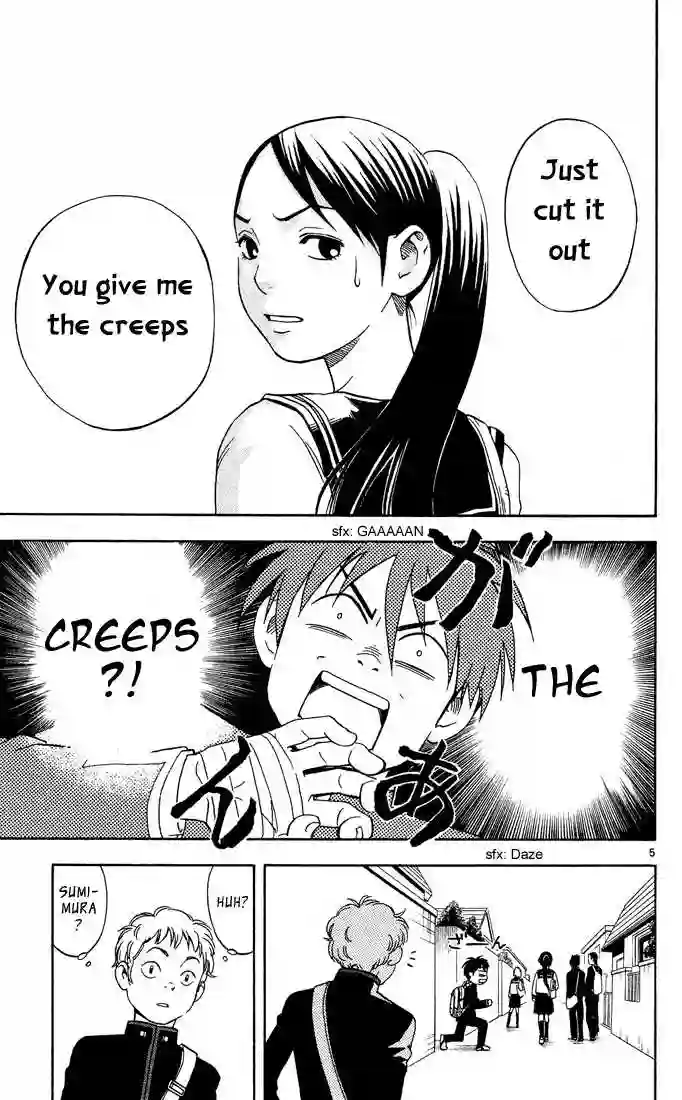 Just
cut it
out
You give me
the creeps
sfx: GAAAAAN
が
THE
CREEPS
?!
あ
ん
sfx: Daze
5
HUH?
SUMI-
MURA
?